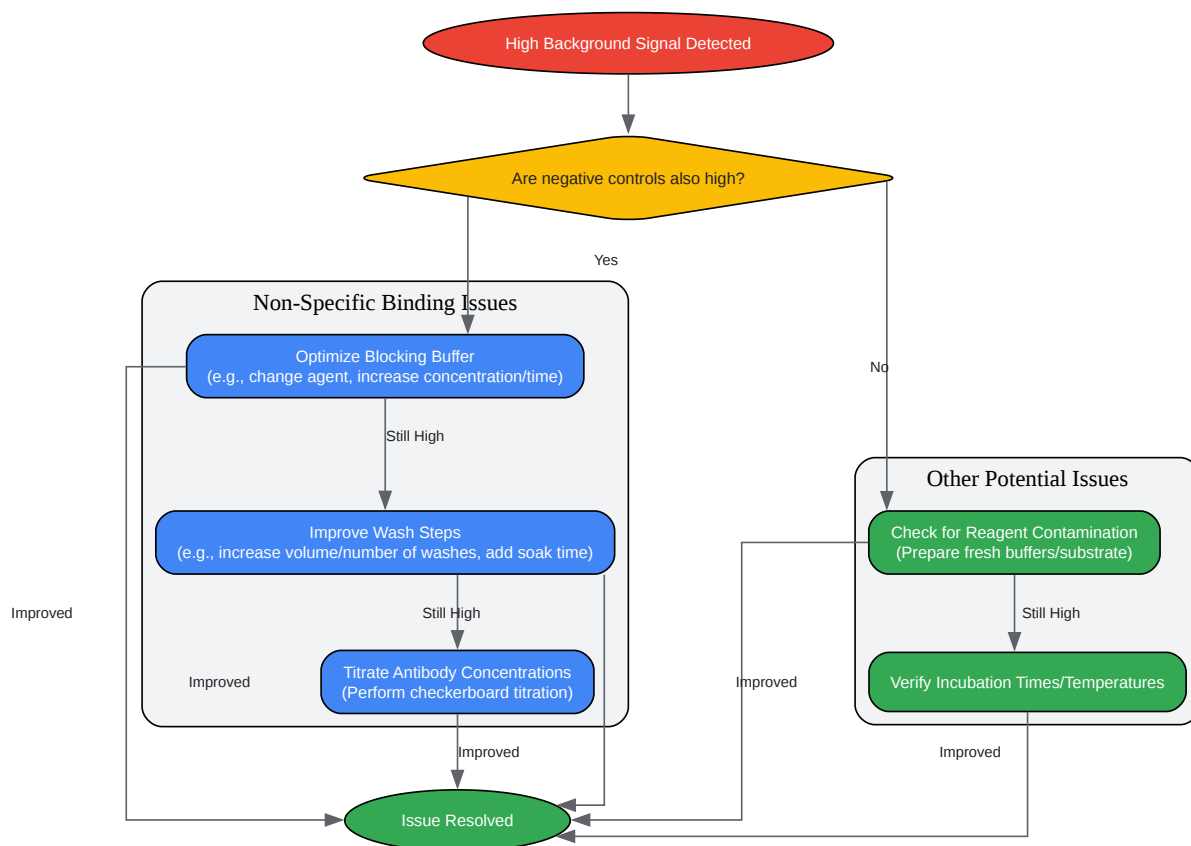 High Background Signal Detected
Are negative controls also high?
Yes
No
Non-Specific Binding Issues
Optimize Blocking Buffer
(e.g., change agent, increase concentration/time)
Still High
Improve Wash Steps
(e.g., increase volume/number of washes, add soak time)
Still High
Improved
Titrate Antibody Concentrations
(Perform checkerboard titration)
Improved
Improved
Other Potential Issues
Check for Reagent Contamination
(Prepare fresh buffers/substrate)
Still High
Improved
Verify Incubation Times/Temperatures
Improved
Issue Resolved